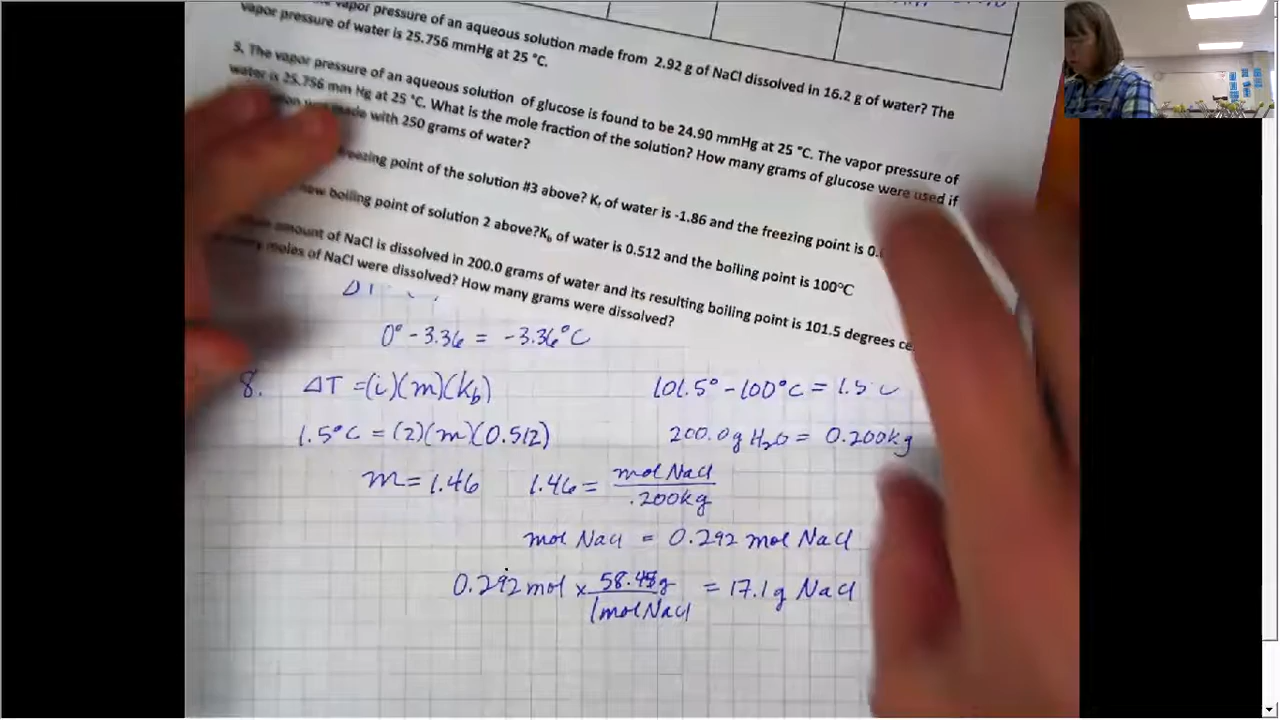 vapor pressure of an aqueous solution made from 2.92 g of NaCl dissolved in 16.2 g of water? The
vapor pressure of water is 25.756 mmHg at 25 °C.
5. The vapor pressure of an aqueous solution of glucose is found to be 24.90 mmHg at 25 °C. The vapor pressure of
water is 25.756 mm Hg at 25 °C. What is the mole fraction of the solution? How many grams of glucose were used if
made with 250 grams of water?
freezing point of the solution #3 above? Kf of water is -1.86 and the freezing point is 0.
new boiling point of solution 2 above?Kb of water is 0.512 and the boiling point is 100°C
amount of NaCl is dissolved in 200.0 grams of water and its resulting boiling point is 101.5 degrees
many moles of NaCl were dissolved? How many grams were dissolved?
0° - 3.36 = -3.36°C
8. ΔT = (i)(m)(kb) 101.5° - 100°C = 1.5°C
1.5°C = (2)(m)(0.512) 200.0g H2O = 0.200kg
m = 1.46 1.46 = mol NaCl
.200kg
mol NaCl = 0.292 mol NaCl
0.292 mol x 58.45g = 17.1g NaCl
1 mol NaCl